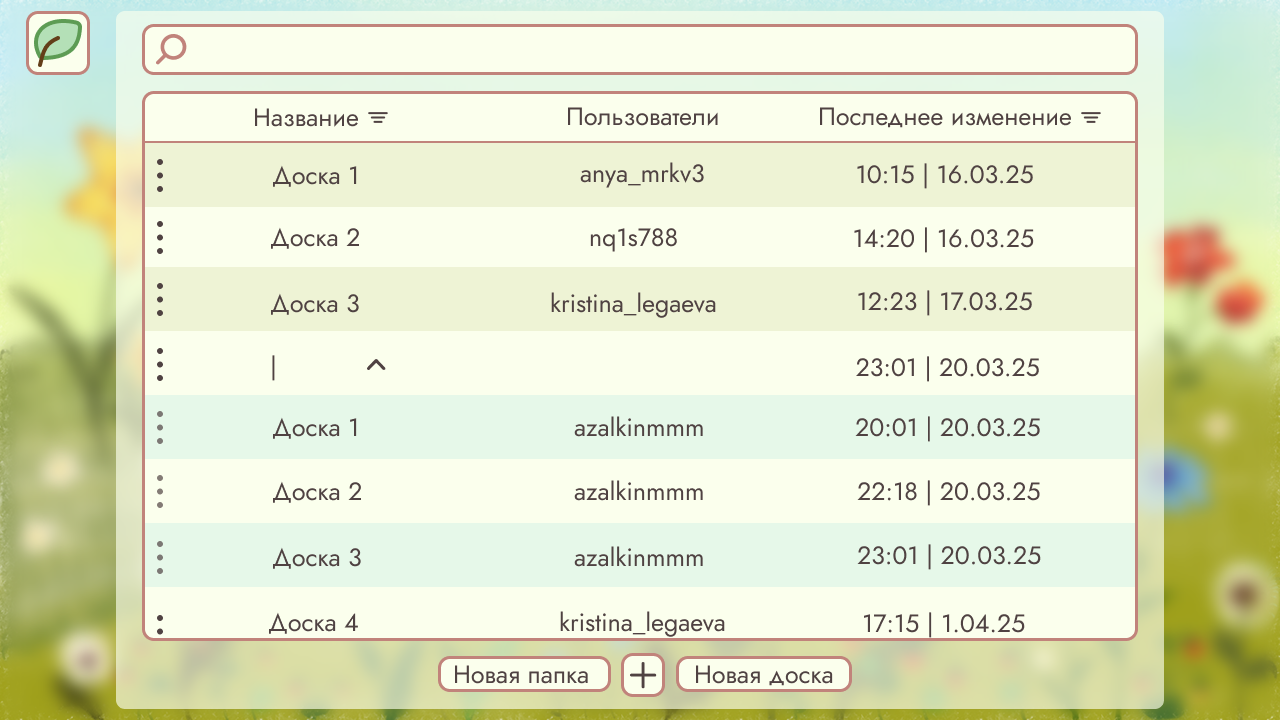 Название Пользователи Последнее изменение
Доска 1 anya_mrkv3 10:15 | 16.03.25
Доска 2 nq1s788 14:20 | 16.03.25
Доска 3 kristina_legaeva 12:23 | 17.03.25
| 23:01 | 20.03.25
Доска 1 azalkinmmm 20:01 | 20.03.25
Доска 2 azalkinmmm 22:18 | 20.03.25
Доска 3 azalkinmmm 23:01 | 20.03.25
Доска 4 kristina_legaeva 17:15 | 1.04.25
Новая папка + Новая доска